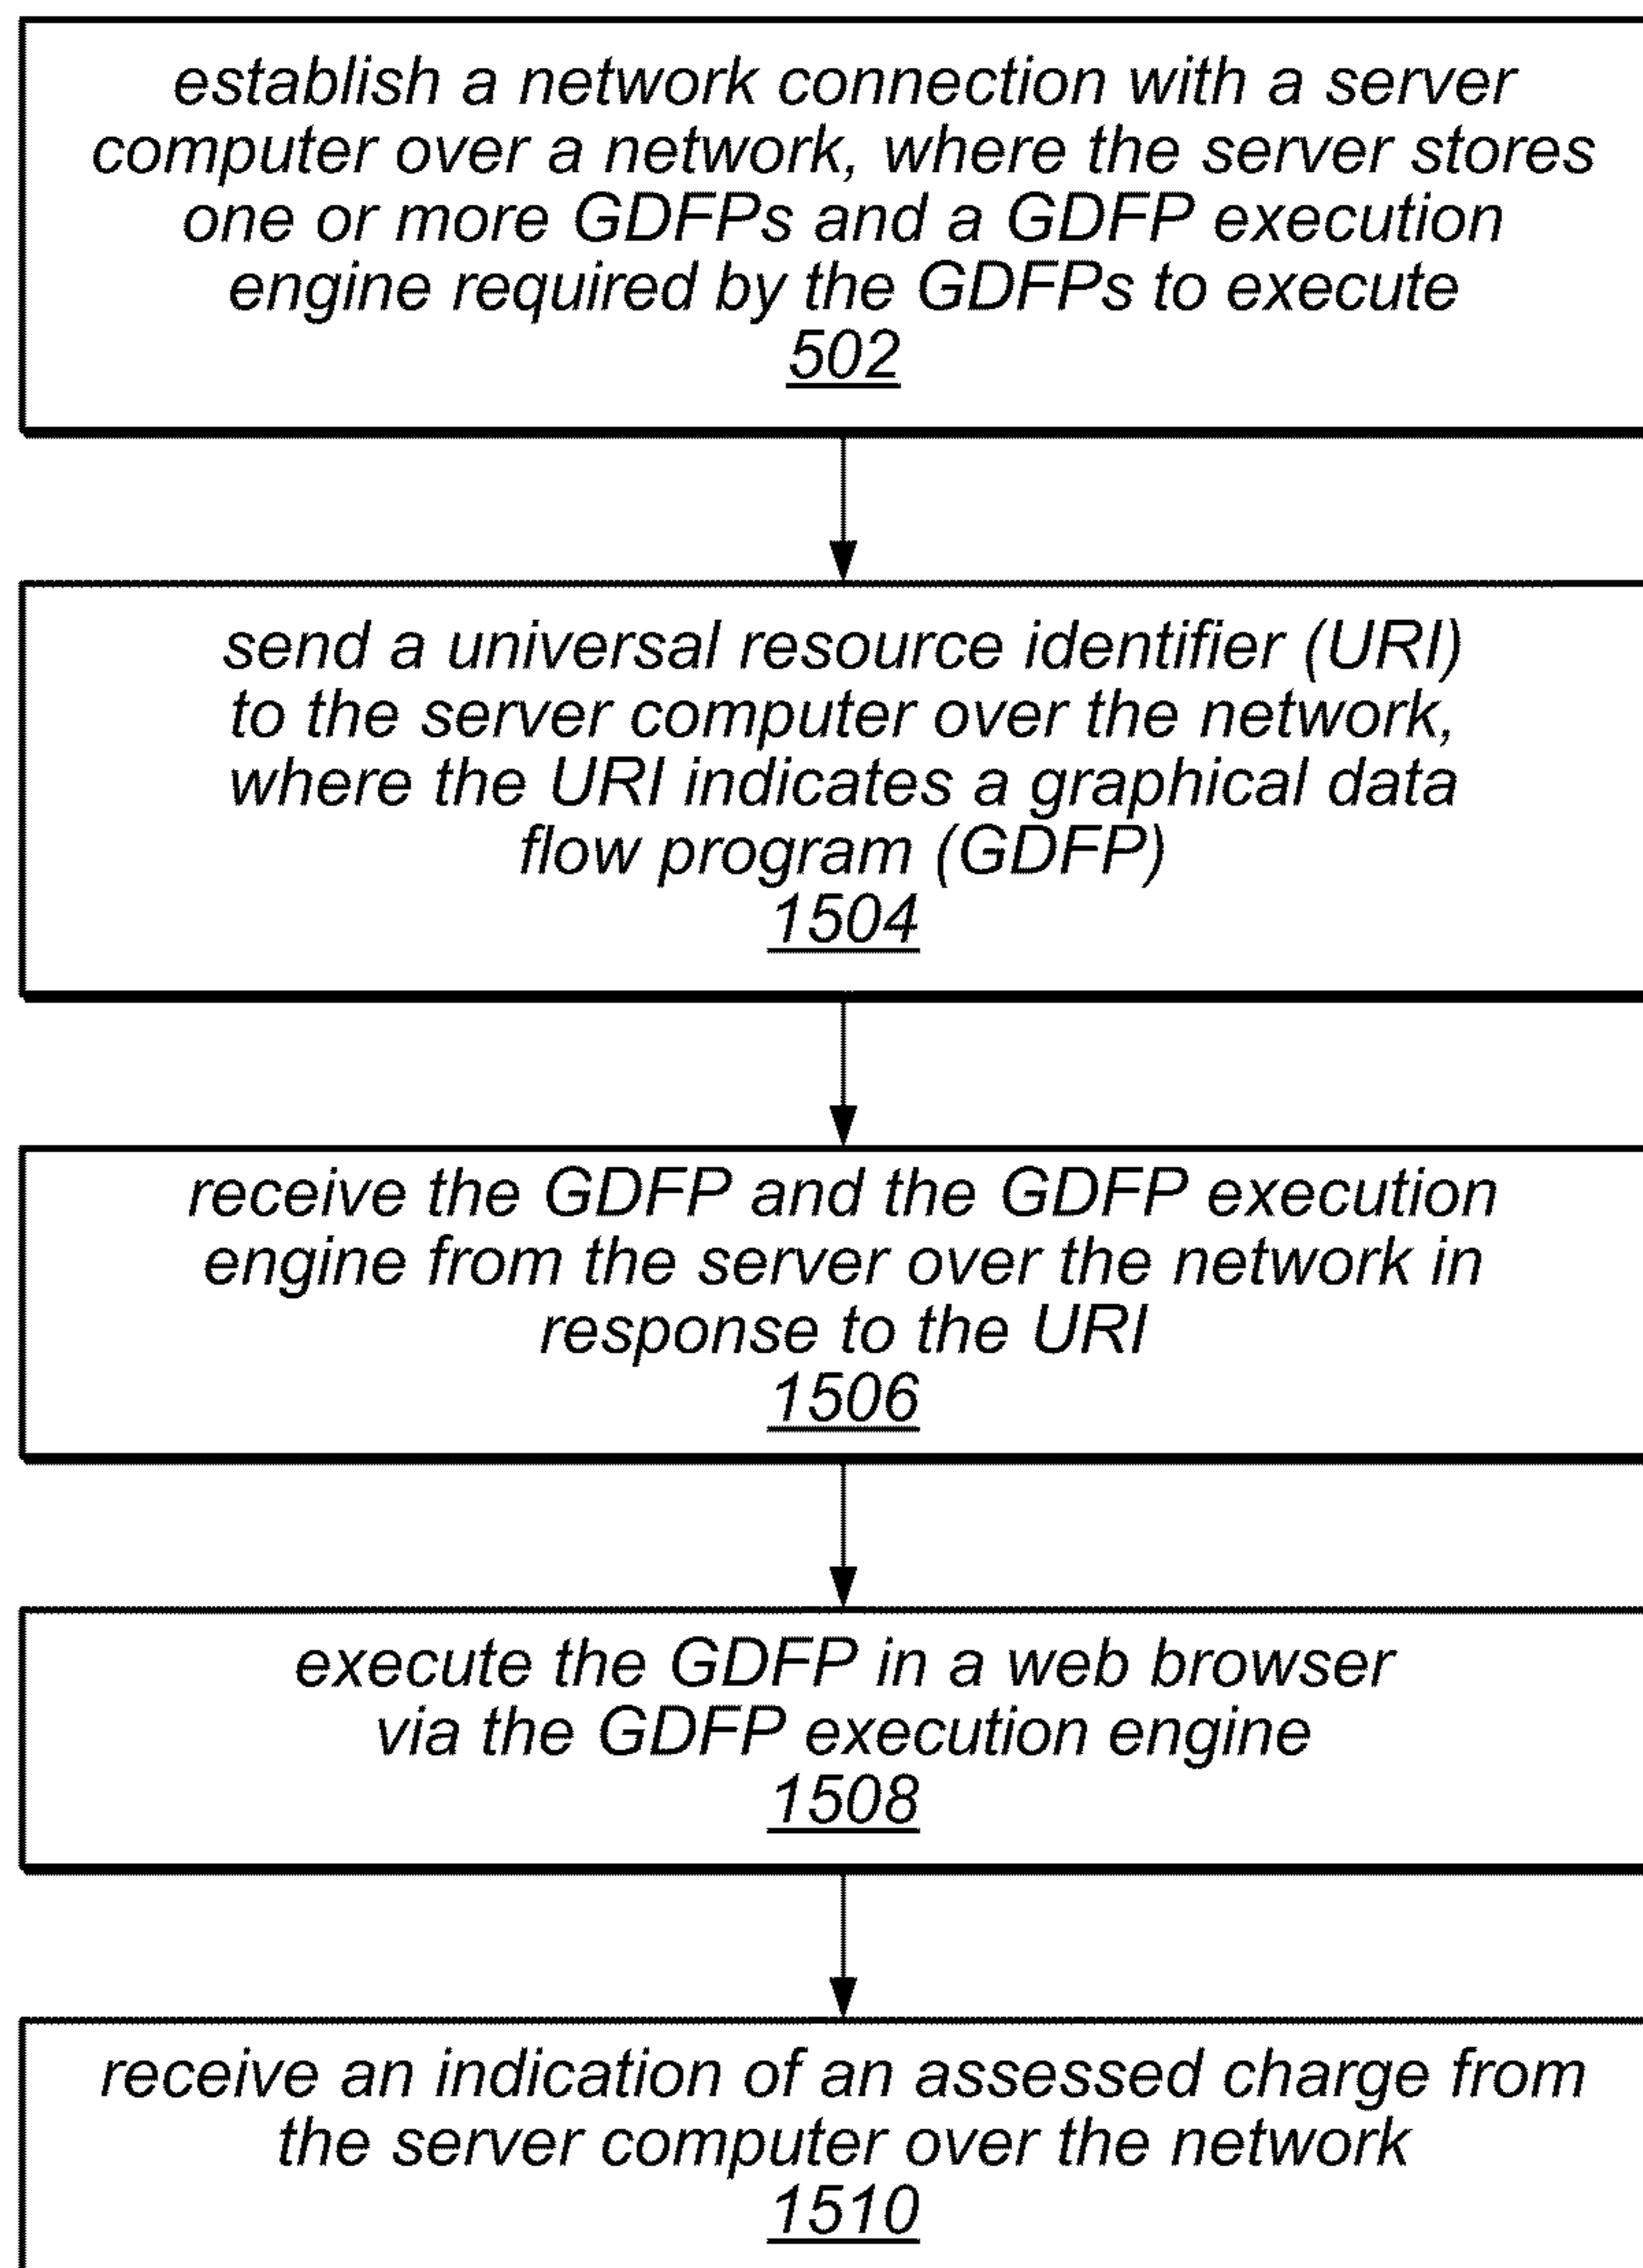 establish a network connection with a server
computer over a network, where the server stores
one or more GDFPs and a GDFP execution
engine required by the GDFPs to execute
502
send a universal resource identifier (URI)
to the server computer over the network,
where the URI indicates a graphical data
flow program (GDFP)
1504
receive the GDFP and the GDFP execution
engine from the server over the network in
response to the URI
1506
execute the GDFP in a web browser
via the GDFP execution engine
1508
receive an indication of an assessed charge from
the server computer over the network
1510